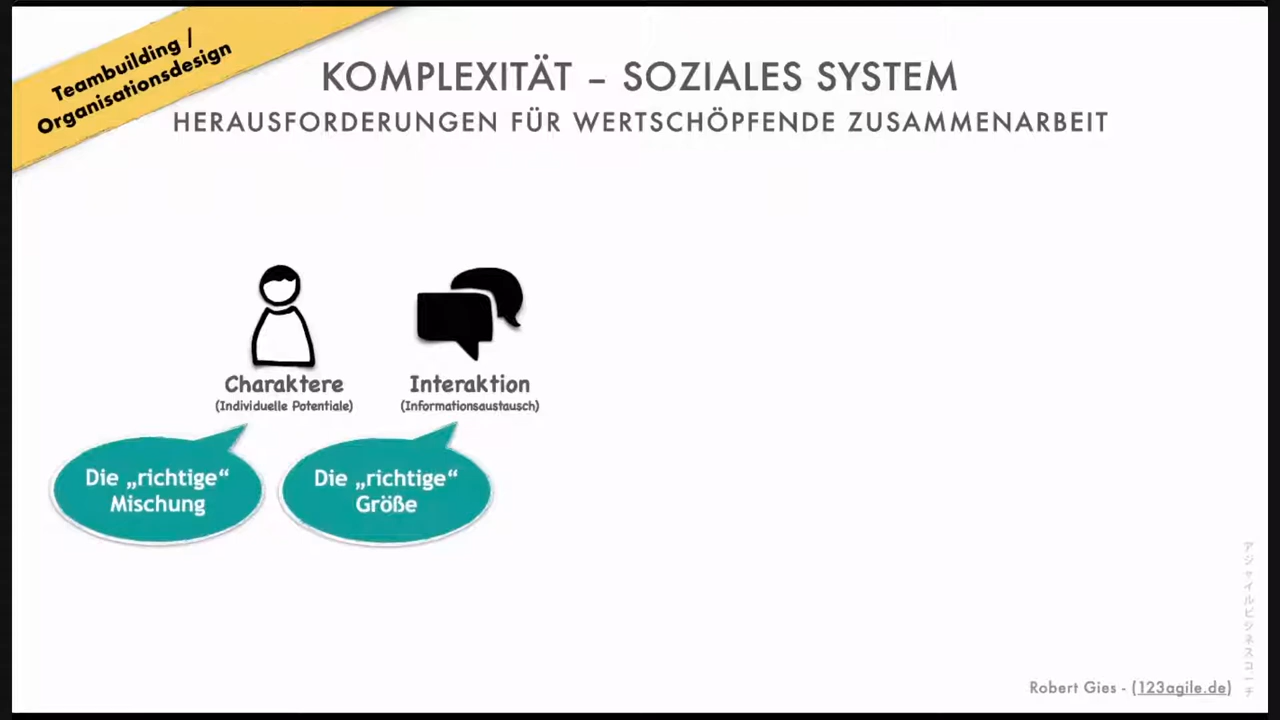 Teambuilding /
Organisationsdesign
KOMPLEXITÄT – SOZIALES SYSTEM
HERAUSFORDERUNGEN FÜR WERTSCHÖPFENDE ZUSAMMENARBEIT
Charaktere
(Individuelle Potentiale)
Interaktion
(Informationsaustausch)
Die „richtige“
Mischung
Die „richtige“
Größe
アジャイルビジネスコーチ
Robert Gies - (123agile.de)